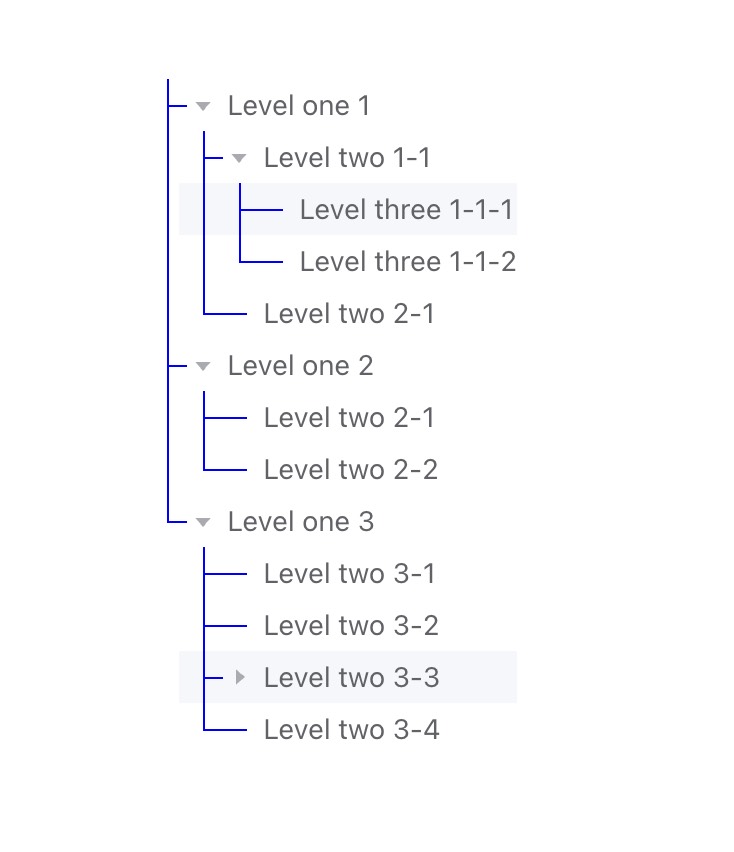 Level one 1
Level two 1-1
Level three 1-1-1
Level three 1-1-2
Level two 2-1
Level one 2
Level two 2-1
Level two 2-2
Level one 3
Level two 3-1
Level two 3-2
Level two 3-3
Level two 3-4